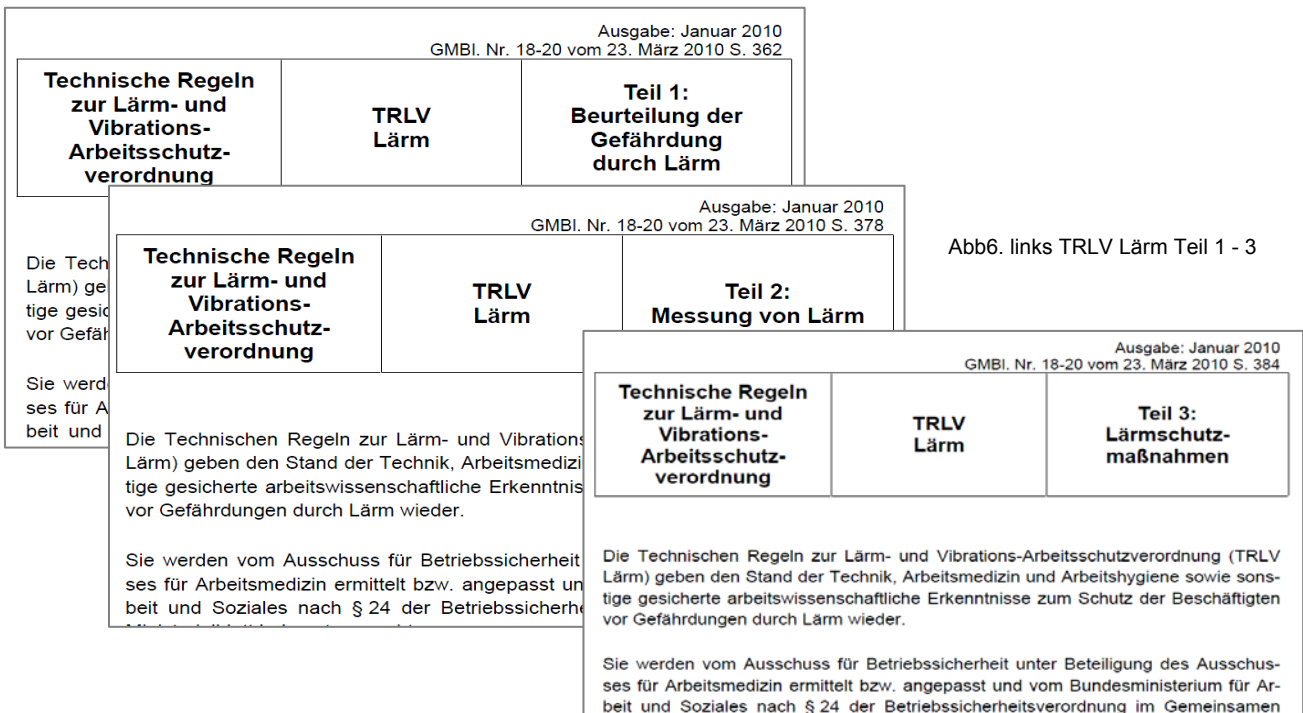 Ausgabe: Januar 2010
GMBl. Nr. 18-20 vom 23. März 2010 S. 362
Technische Regeln
zur Lärm- und
Vibrations-
Arbeitsschutz-
verordnung
TRLV
Lärm
Teil 1:
Beurteilung der
Gefährdung
durch Lärm
Die Tech
Lärm) ge
tige gesic
vor Gefäh
Sie werd
ses für A
beit und
Ausgabe: Januar 2010
GMBl. Nr. 18-20 vom 23. März 2010 S. 378
Technische Regeln
zur Lärm- und
Vibrations-
Arbeitsschutz-
verordnung
TRLV
Lärm
Teil 2:
Messung von Lärm
Die Technischen Regeln zur Lärm- und Vibrations
Lärm) geben den Stand der Technik, Arbeitsmedizi
tige gesicherte arbeitswissenschaftliche Erkenntnis
vor Gefährdungen durch Lärm wieder.
Sie werden vom Ausschuss für Betriebssicherheit
ses für Arbeitsmedizin ermittelt bzw. angepasst un
beit und Soziales nach § 24 der Betriebssicherhe
Abb6. links TRLV Lärm Teil 1 - 3
Ausgabe: Januar 2010
GMBl. Nr. 18-20 vom 23. März 2010 S. 384
Technische Regeln
zur Lärm- und
Vibrations-
Arbeitsschutz-
verordnung
TRLV
Lärm
Teil 3:
Lärmschutz-
maßnahmen
Die Technischen Regeln zur Lärm- und Vibrations-Arbeitsschutzverordnung (TRLV
Lärm) geben den Stand der Technik, Arbeitsmedizin und Arbeitshygiene sowie sons-
tige gesicherte arbeitswissenschaftliche Erkenntnisse zum Schutz der Beschäftigten
vor Gefährdungen durch Lärm wieder.
Sie werden vom Ausschuss für Betriebssicherheit unter Beteiligung des Ausschus-
ses für Arbeitsmedizin ermittelt bzw. angepasst und vom Bundesministerium für Ar-
beit und Soziales nach § 24 der Betriebssicherheitsverordnung im Gemeinsamen